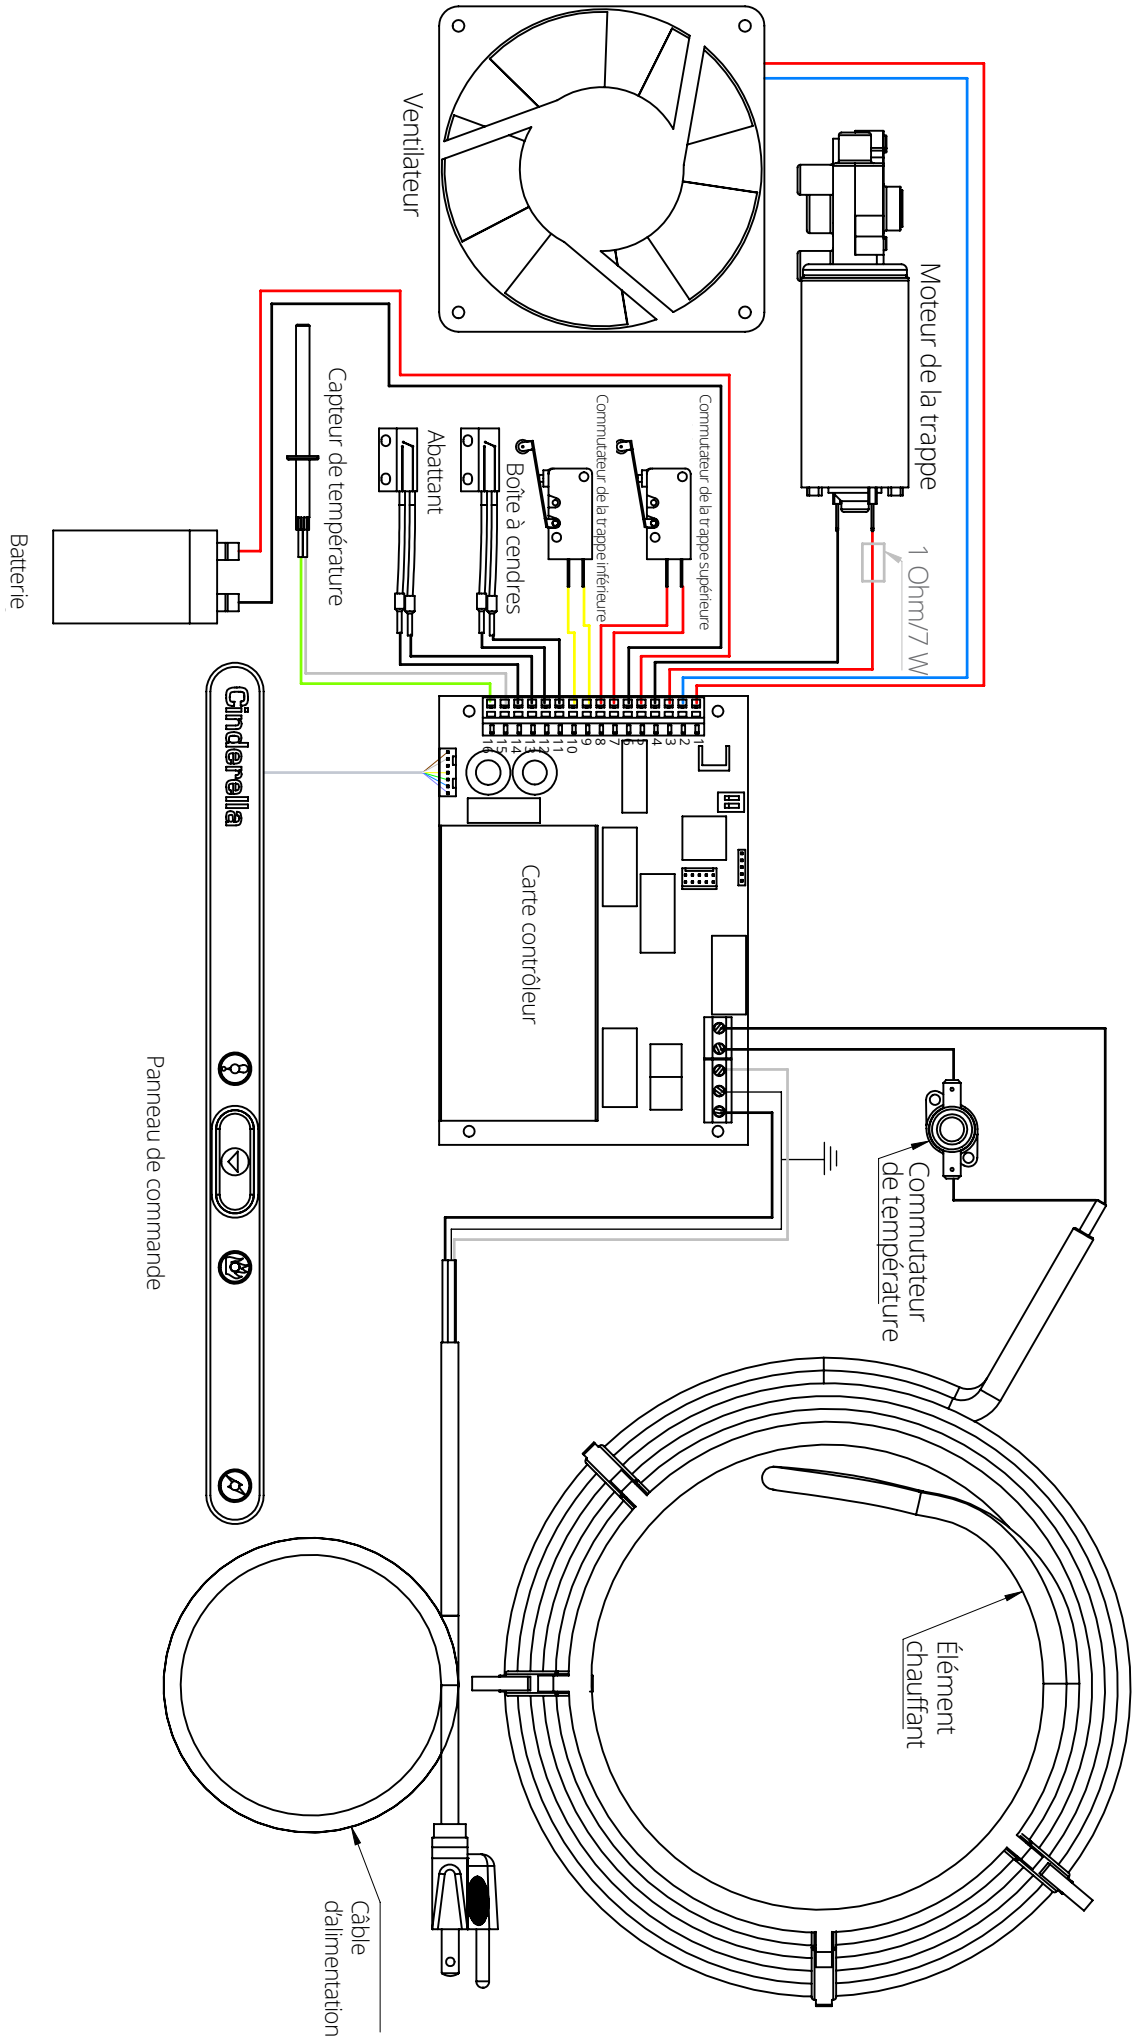 Ventilateur
Moteur de la trappe
1 Ohm/7 W
Commutateur de la trappe supérieure
Commutateur de la trappe inférieure
Boîte à cendres
Abattant
Capteur de température
Batterie
1
2
3
4
5
6
7
8
9
10
11
12
13
14
15
16
Carte contrôleur
Cinderella
Panneau de commande
Commutateur
de température
Élément
chauffant
Câble
d'alimentation